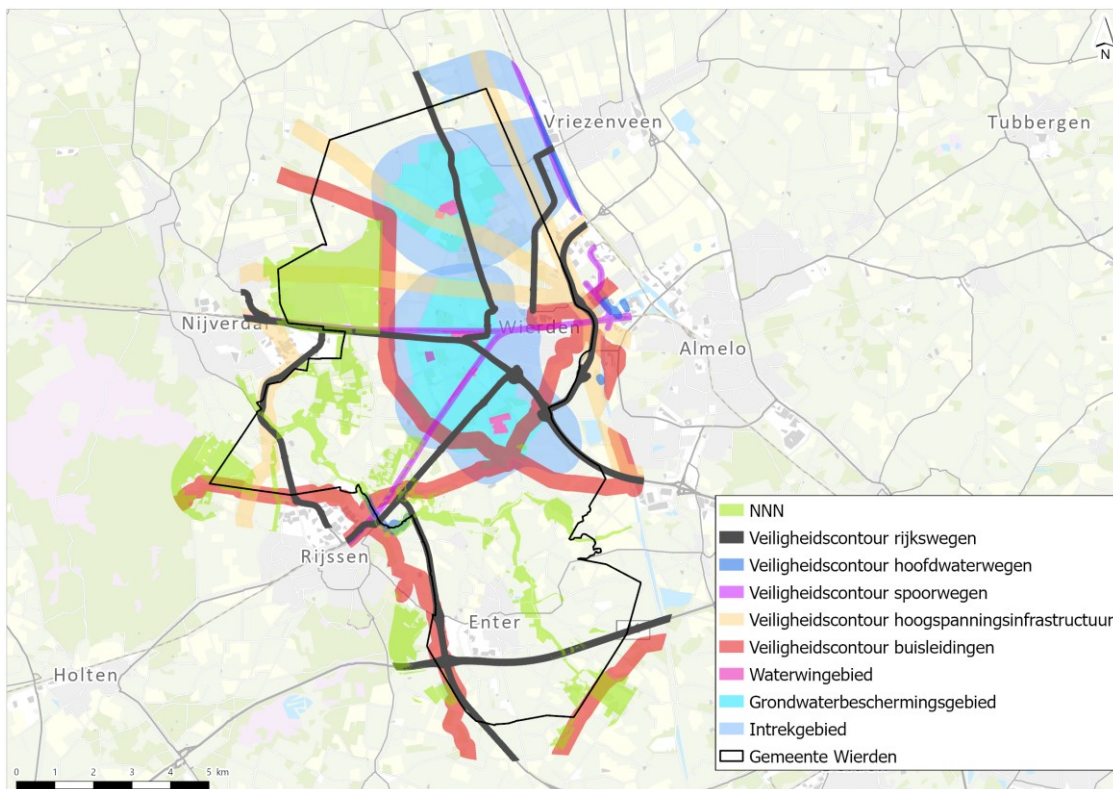 N
Vriezenveen
Tubbergen
Nijverdal
Wierden
Almelo
Rijssen
Enter
Holten
NNN
Veiligheidscontour rijkswegen
Veiligheidscontour hoofdwaterwegen
Veiligheidscontour spoorwegen
Veiligheidscontour hoogspanningsinfrastructuur
Veiligheidscontour buisleidingen
Waterwingebied
Grondwaterbeschermingsgebied
Intrekgebied
Gemeente Wierden
0 1 2 3 4 5 km